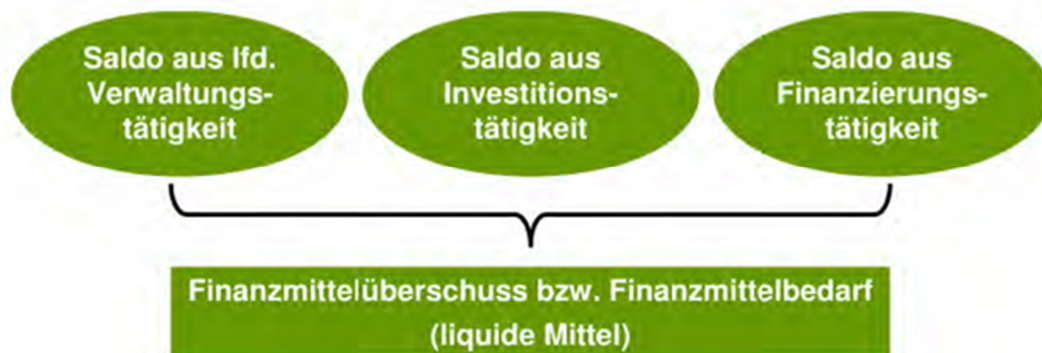 Saldo aus lfd.
Verwaltungs-
tätigkeit
Saldo aus
Investitions-
tätigkeit
Saldo aus
Finanzierungs-
tätigkeit
Finanzmittelüberschuss bzw. Finanzmittelbedarf
(liquide Mittel)